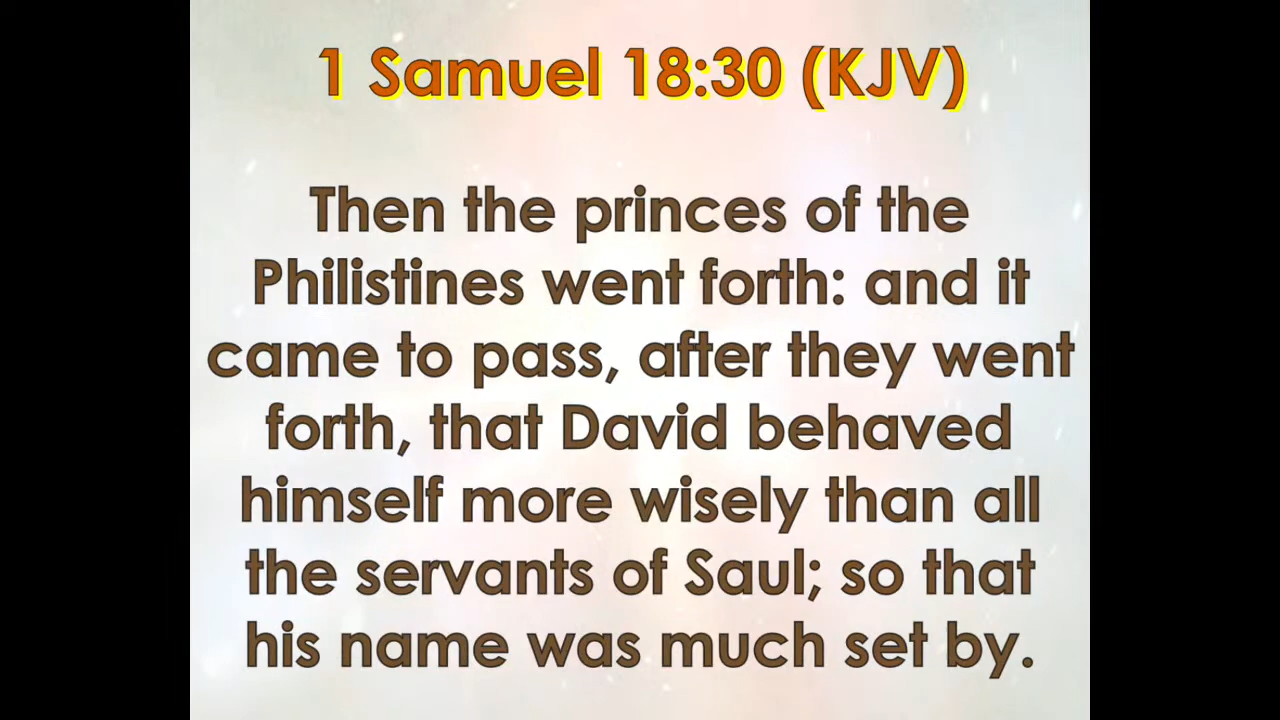 1 Samuel 18:30 (KJV)
Then the princes of the
Philistines went forth: and it
came to pass, after they went
forth, that David behaved
himself more wisely than all
the servants of Saul; so that
his name was much set by.